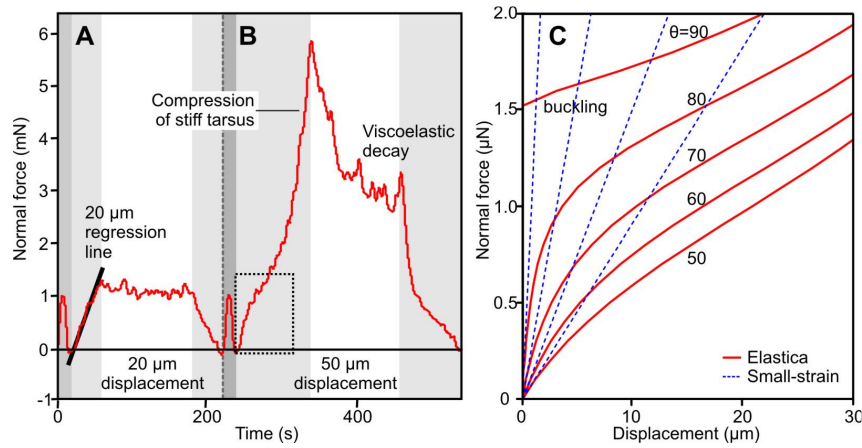 A
B
C
6
5
4
3
2
1
0
-1
Normal force (mN)
Compression
of stiff tarsus
Viscoelastic
decay
20 µm
regression
line
20 µm
displacement
50 µm
displacement
0
200
400
Time (s)
2.0
1.5
1.0
0.5
0
Normal force (µN)
θ=90
buckling
80
70
60
50
Elastica
Small-strain
0
10
20
30
Displacement (µm)